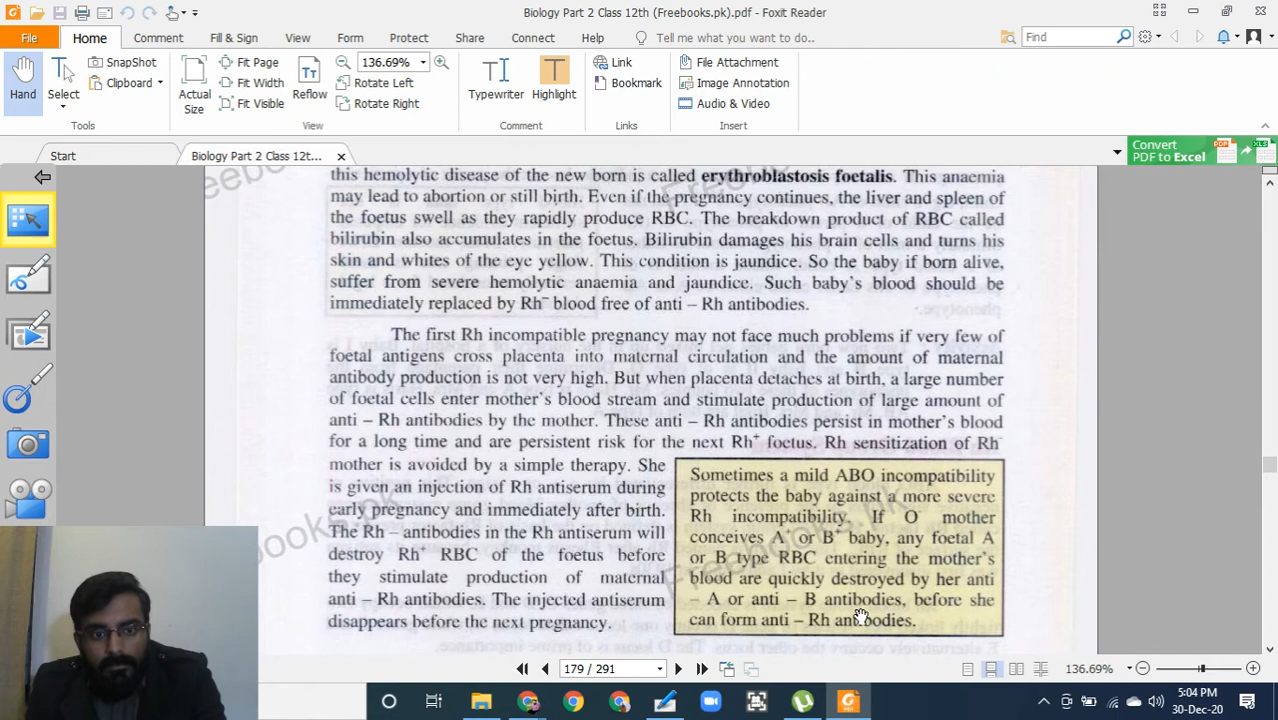 Biology Part 2 Class 12th (Freebooks.pk).pdf - Foxit Reader
File Home Comment Fill & Sign View Form Protect Share Connect Help Tell me what you want to do.. Find
Hand
Select
SnapShot
Clipboard
Tools
Actual Size
Fit Page
Fit Width
Fit Visible
Reflow
136.69%
Rotate Left
Rotate Right
View
Typewriter
Highlight
Comment
Link
Bookmark
Links
File Attachment
Image Annotation
Audio & Video
Insert
Start
Biology Part 2 Class 12t...
Convert
PDF to Excel
this hemolytic disease of the new born is called erythroblastosis foetalis. This anaemia
may lead to abortion or still birth. Even if the pregnancy continues, the liver and spleen of
the foetus swell as they rapidly produce RBC. The breakdown product of RBC called
bilirubin also accumulates in the foetus. Bilirubin damages his brain cells and turns his
skin and whites of the eye yellow. This condition is jaundice. So the baby if born alive,
suffer from severe hemolytic anaemia and jaundice. Such baby's blood should be
immediately replaced by Rh⁻ blood free of anti – Rh antibodies.
The first Rh incompatible pregnancy may not face much problems if very few of
foetal antigens cross placenta into maternal circulation and the amount of maternal
antibody production is not very high. But when placenta detaches at birth, a large number
of foetal cells enter mother's blood stream and stimulate production of large amount of
anti – Rh antibodies by the mother. These anti – Rh antibodies persist in mother's blood
for a long time and are persistent risk for the next Rh⁺ foetus. Rh sensitization of Rh⁻
mother is avoided by a simple therapy. She
is given an injection of Rh antiserum during
early pregnancy and immediately after birth.
The Rh – antibodies in the Rh antiserum will
destroy Rh⁺ RBC of the foetus before
they stimulate production of maternal
anti – Rh antibodies. The injected antiserum
disappears before the next pregnancy.
Sometimes a mild ABO incompatibility
protects the baby against a more severe
Rh incompatibility. If O⁻ mother
conceives A⁺ or B⁺ baby, any foetal A
or B type RBC entering the mother's
blood are quickly destroyed by her anti
– A or anti – B antibodies, before she
can form anti – Rh antibodies.
Freebooks.pk
Freebooks.pk
179 / 291
136.69%
5:04 PM
30-Dec-20